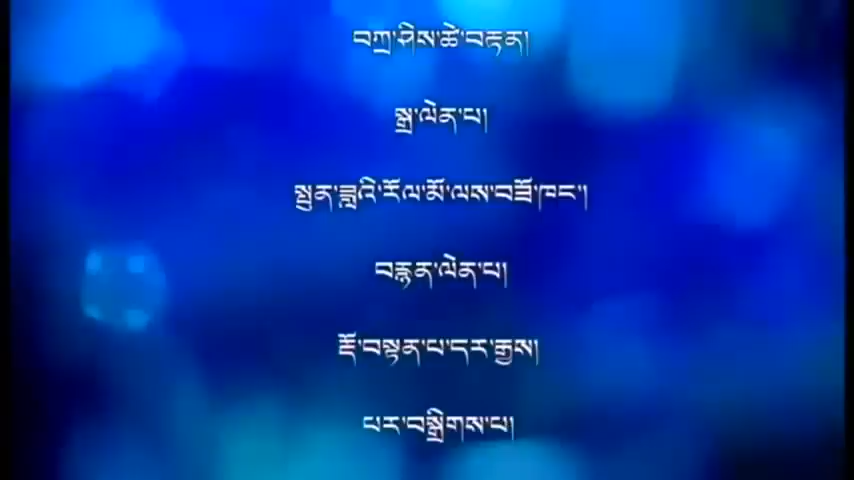 བཀྲ་ཤིས་ཚེ་བརྟན།
སྒྲ་ལེན་པ།
སྤུན་ཟླའི་རོལ་མོ་ལས་བཟོ་ཁང་།
བརྙན་ལེན་པ།
རྡོ་བསྟན་པ་དར་རྒྱས།
པར་བསྒྲིགས་པ།